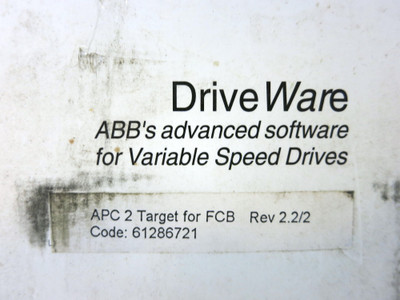 DriveWare
ABB's advanced software
for Variable Speed Drives
APC 2 Target for FCB Rev 2.2/2
Code: 61286721